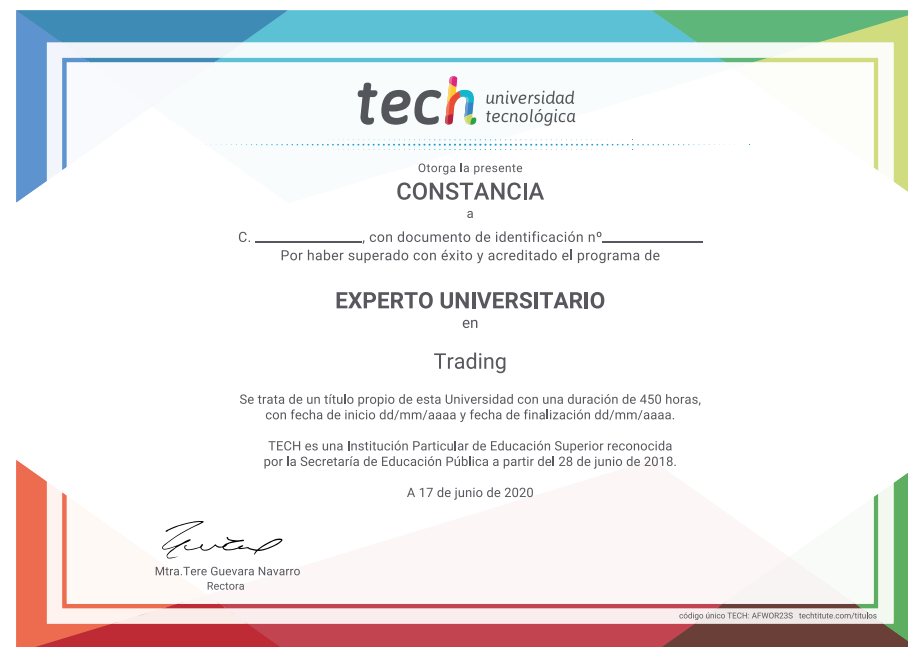 tech universidad
tecnológica
Otorga la presente
CONSTANCIA
a
C. ____________, con documento de identificación nº____________
Por haber superado con éxito y acreditado el programa de
EXPERTO UNIVERSITARIO
en
Trading
Se trata de un título propio de esta Universidad con una duración de 450 horas,
con fecha de inicio dd/mm/aaaa y fecha de finalización dd/mm/aaaa.
TECH es una Institución Particular de Educación Superior reconocida
por la Secretaría de Educación Pública a partir del 28 de junio de 2018.
A 17 de junio de 2020
Mtra.Tere Guevara Navarro
Rectora
código único TECH: AFWOR23S techtitute.com/titulos